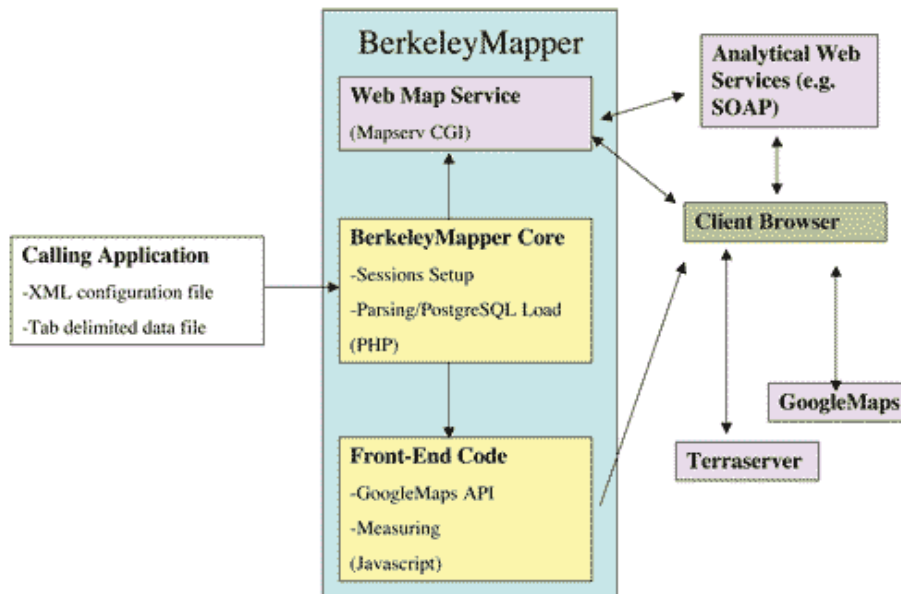 BerkeleyMapper
Web Map Service
(Mapserv CGI)
Analytical Web
Services (e.g.
SOAP)
Client Browser
BerkeleyMapper Core
-Sessions Setup
-Parsing/PostgreSQL Load
(PHP)
Calling Application
-XML configuration file
-Tab delimited data file
GoogleMaps
Terraserver
Front-End Code
-GoogleMaps API
-Measuring
(Javascript)